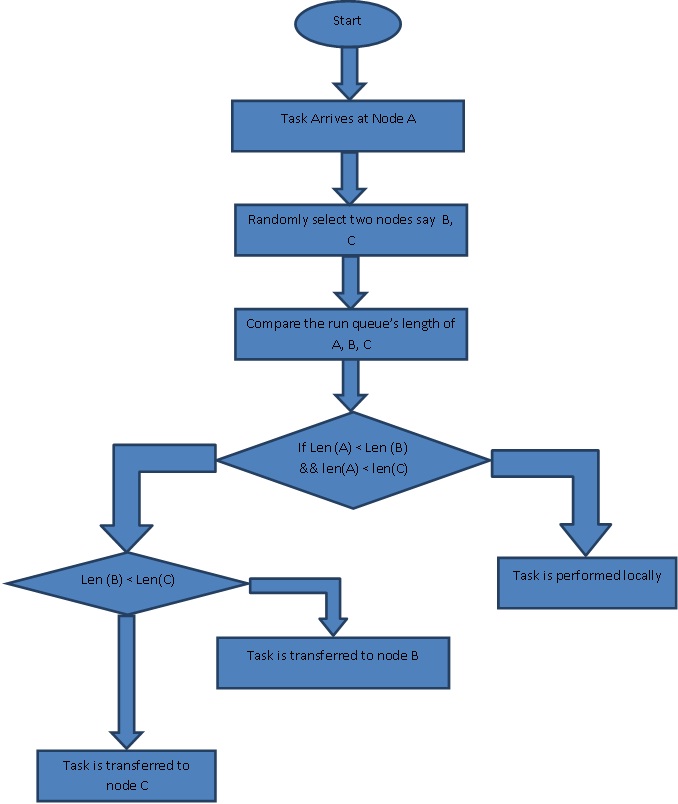 Start
Task Arrives at Node A
Randomly select two nodes say B,
C
Compare the run queue's length of
A, B, C
If Len (A) < Len (B)
&& len(A) < len(C)
Len (B) < Len(C)
Task is performed locally
Task is transferred to node B
Task is transferred to
node C